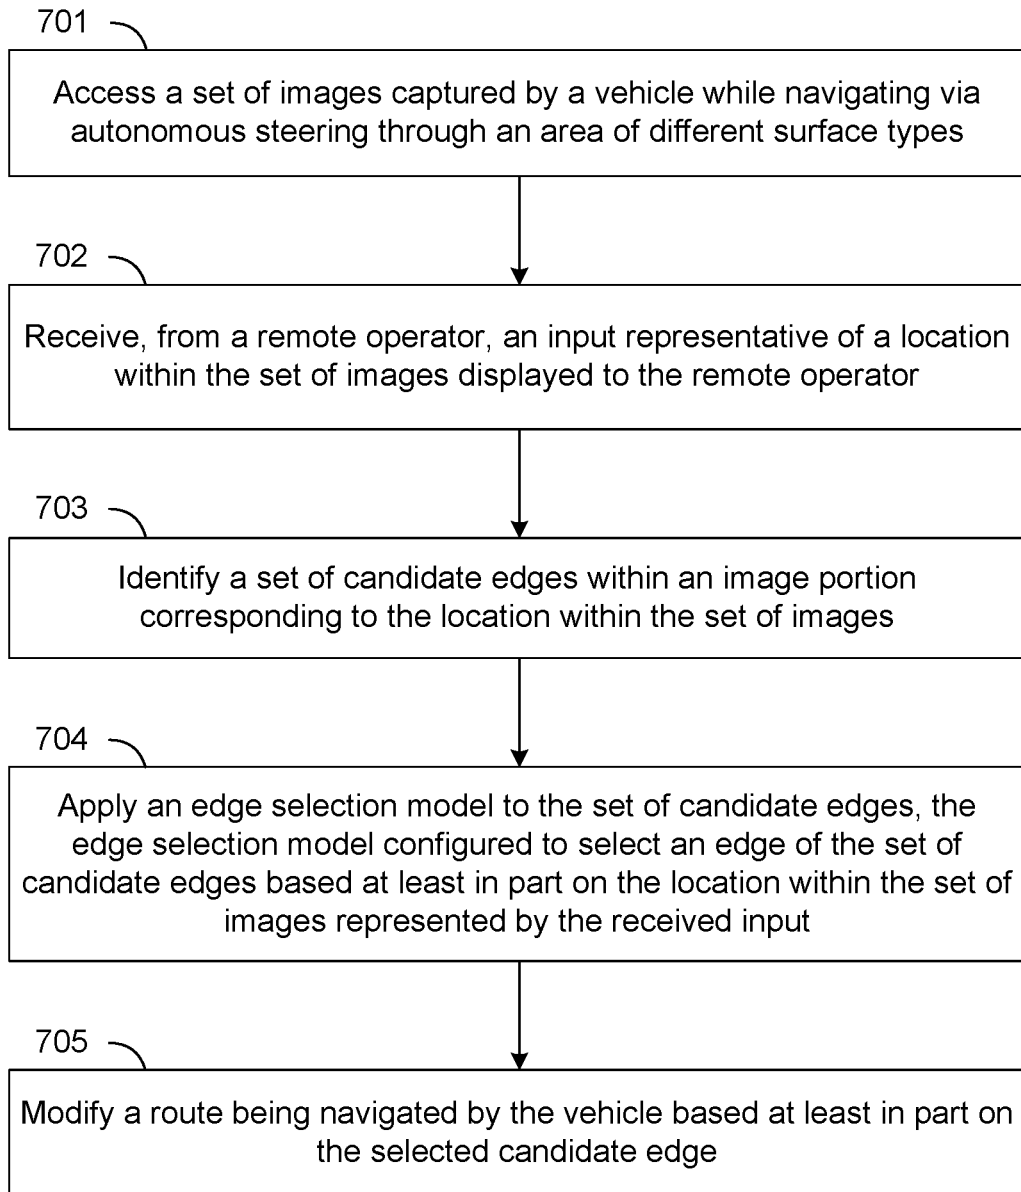 701
Access a set of images captured by a vehicle while navigating via
autonomous steering through an area of different surface types
702
Receive, from a remote operator, an input representative of a location
within the set of images displayed to the remote operator
703
Identify a set of candidate edges within an image portion
corresponding to the location within the set of images
704
Apply an edge selection model to the set of candidate edges, the
edge selection model configured to select an edge of the set of
candidate edges based at least in part on the location within the set of
images represented by the received input
705
Modify a route being navigated by the vehicle based at least in part on
the selected candidate edge